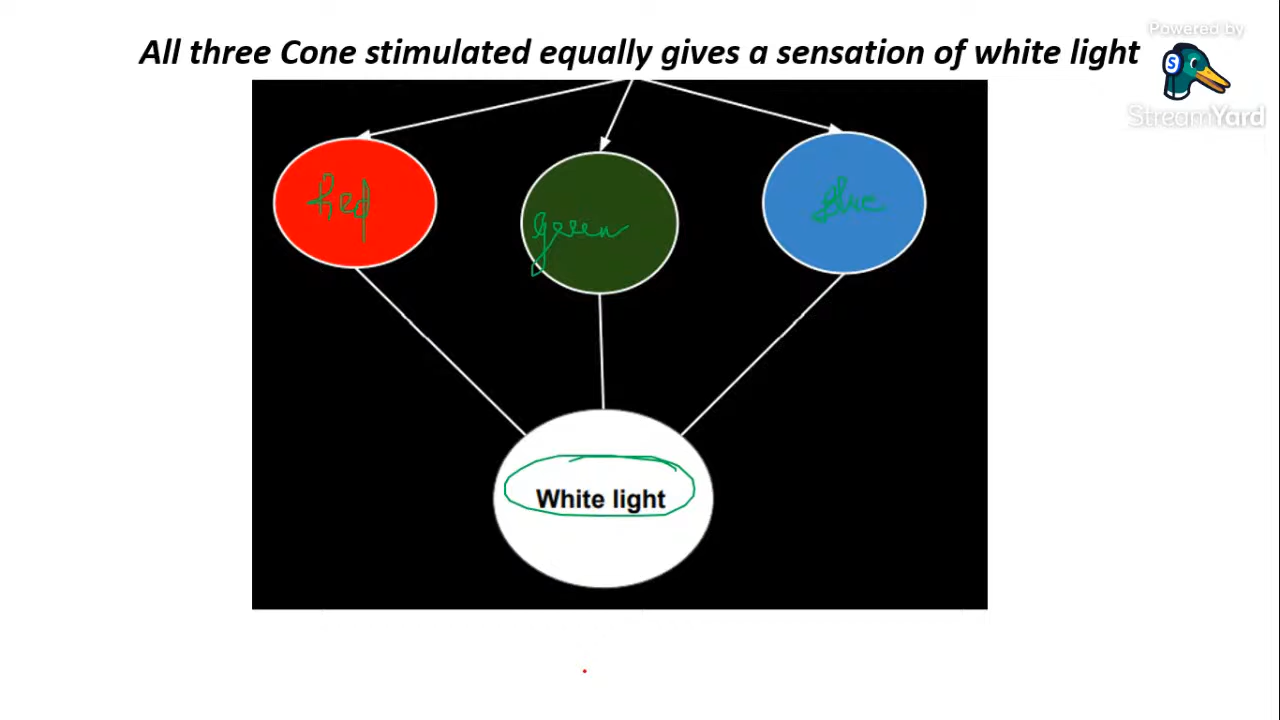 All three Cone stimulated equally gives a sensation of white light
Powered by
S
StreamYard
Red
green
blue
White light